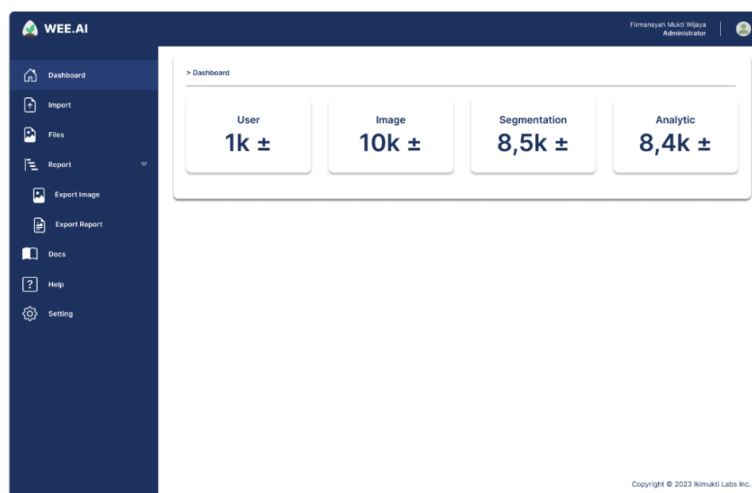 WEE.AI
Firmansyah Mukti Wijaya
Administrator
Dashboard
Import
Files
Report
Export Image
Export Report
Docs
? Help
Setting
> Dashboard
User
1k ±
Image
10k ±
Segmentation
8,5k ±
Analytic
8,4k ±
Copyright © 2023 Ikimukti Labs Inc.